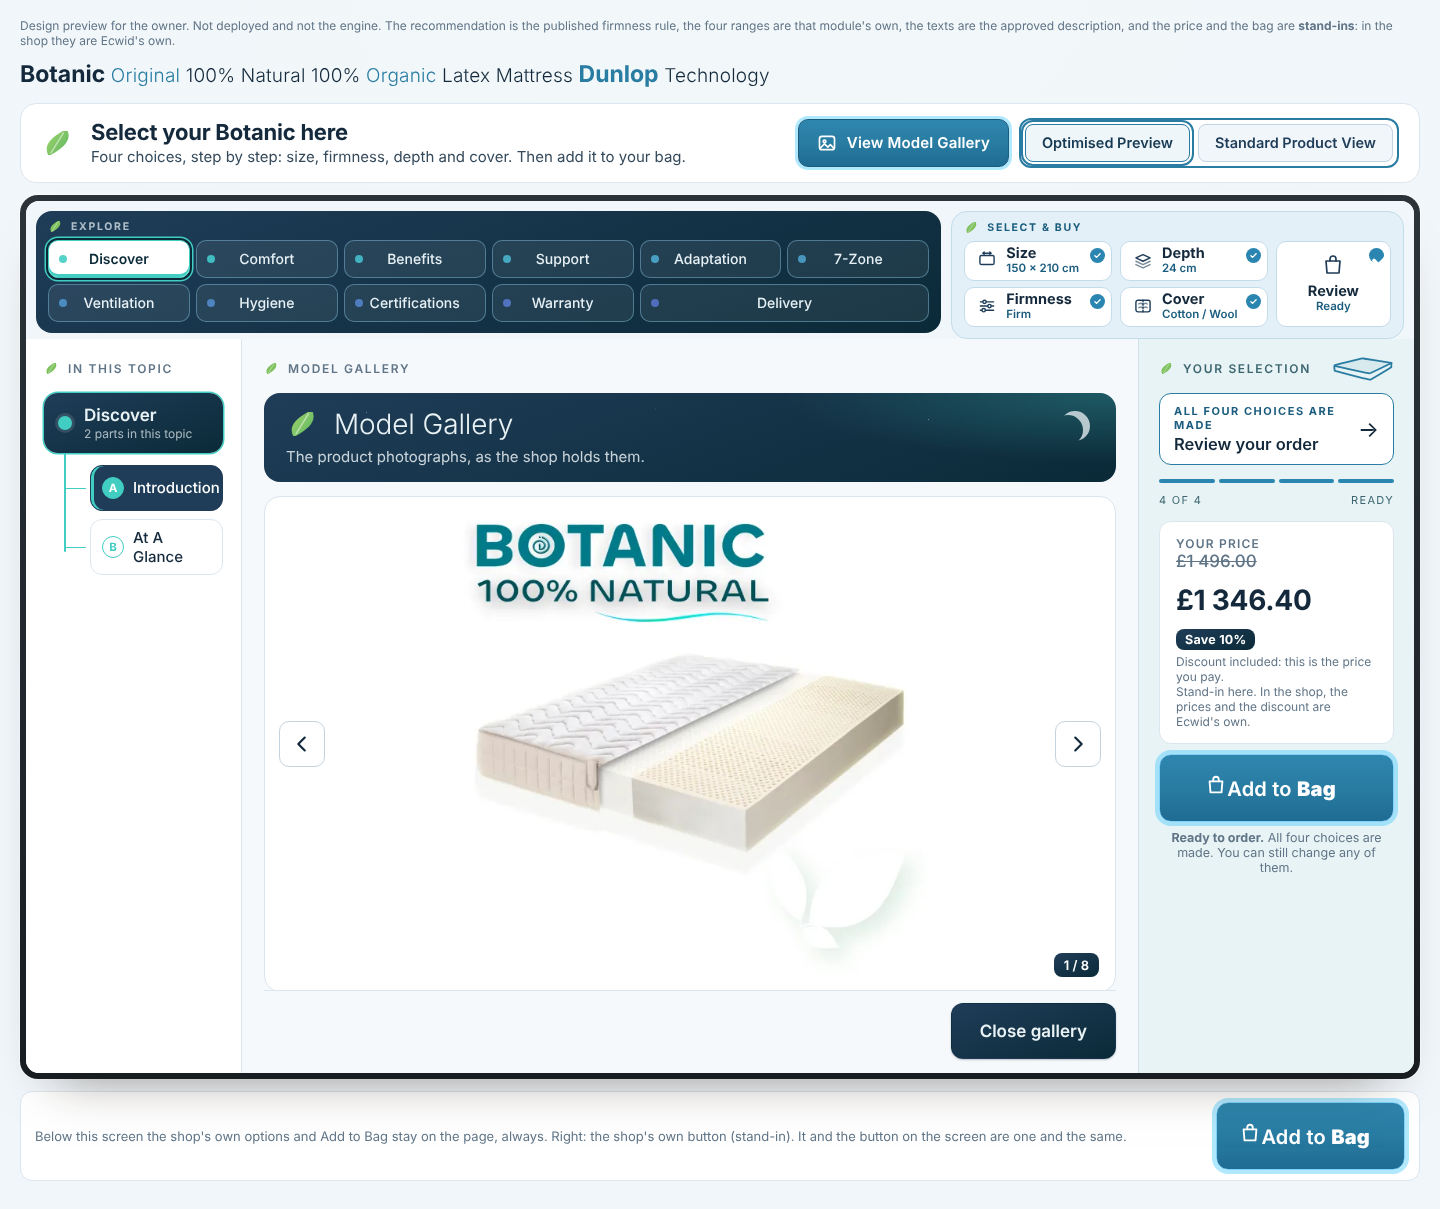 Design preview for the owner. Not deployed and not the engine. The recommendation is the published firmness rule, the four ranges are that module's own, the texts are the approved description, and the price and the bag are stand-ins: in the
shop they are Ecwid's own.
Botanic Original 100% Natural 100% Organic Latex Mattress Dunlop Technology
Select your Botanic here
Four choices, step by step: size, firmness, depth and cover. Then add it to your bag.
View Model Gallery
Optimised Preview
Standard Product View
EXPLORE
Discover
Comfort
Benefits
Support
Adaptation
7-Zone
Ventilation
Hygiene
Certifications
Warranty
Delivery
SELECT & BUY
Size
150 × 210 cm
Depth
24 cm
Firmness
Firm
Cover
Cotton / Wool
Review
Ready
IN THIS TOPIC
Discover
2 parts in this topic
A Introduction
B At A
Glance
MODEL GALLERY
Model Gallery
The product photographs, as the shop holds them.
BOTANIC
100% NATURAL
1 / 8
Close gallery
YOUR SELECTION
ALL FOUR CHOICES ARE
MADE
Review your order
4 OF 4
READY
YOUR PRICE
£1 496.00
£1 346.40
Save 10%
Discount included: this is the price
you pay.
Stand-in here. In the shop, the
prices and the discount are
Ecwid's own.
Add to Bag
Ready to order. All four choices are
made. You can still change any of
them.
Below this screen the shop's own options and Add to Bag stay on the page, always. Right: the shop's own button (stand-in). It and the button on the screen are one and the same.
Add to Bag